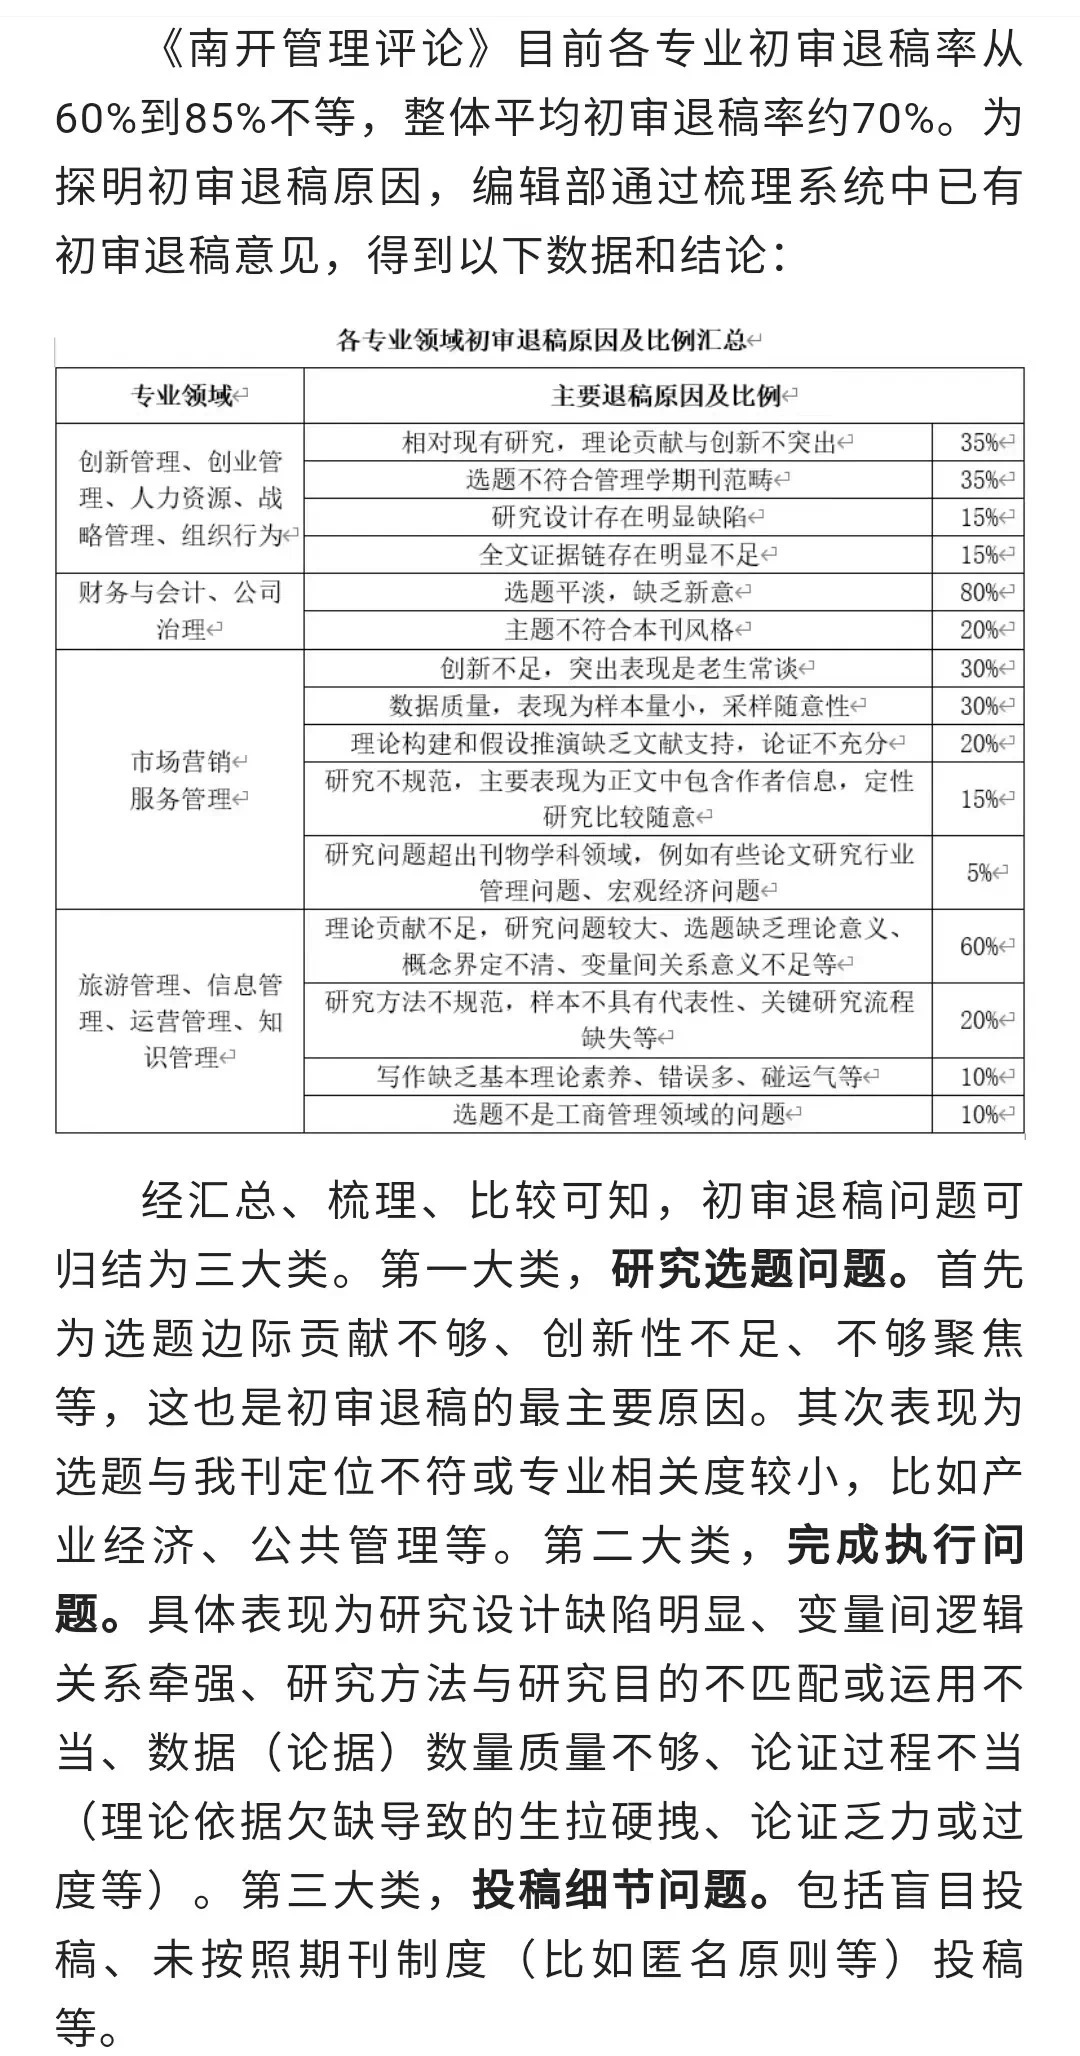 《南开管理评论》目前各专业初审退稿率从
60%到85%不等，整体平均初审退稿率约70%。为
探明初审退稿原因，编辑部通过梳理系统中已有
初审退稿意见，得到以下数据和结论：
各专业领域初审退稿原因及比例汇总↵
专业领域↵ 主要退稿原因及比例↵
创新管理、创业管
理、人力资源、战
略管理、组织行为↵
相对现有研究，理论贡献与创新不突出↵ 35%↵
选题不符合管理学期刊范畴↵ 35%↵
研究设计存在明显缺陷↵ 15%↵
全文证据链存在明显不足↵ 15%↵
财务与会计、公司
治理↵
选题平淡，缺乏新意↵ 80%↵
主题不符合本刊风格↵ 20%↵
市场营销↵
服务管理↵
创新不足，突出表现是老生常谈↵ 30%↵
数据质量，表现为样本量小，采样随意性↵ 30%↵
理论构建和假设推演缺乏文献支持，论证不充分↵ 20%↵
研究不规范，主要表现为正文中包含作者信息，定性
研究比较随意↵ 15%↵
研究问题超出刊物学科领域，例如有些论文研究行业
管理问题、宏观经济问题↵ 5%↵
旅游管理、信息管
理、运营管理、知
识管理↵
理论贡献不足，研究问题较大、选题缺乏理论意义、
概念界定不清、变量间关系意义不足等↵ 60%↵
研究方法不规范，样本不具有代表性、关键研究流程
缺失等↵ 20%↵
写作缺乏基本理论素养、错误多、碰运气等↵ 10%↵
选题不是工商管理领域的问题↵ 10%↵
经汇总、梳理、比较可知，初审退稿问题可
归结为三大类。第一大类，研究选题问题。首先
为选题边际贡献不够、创新性不足、不够聚焦
等，这也是初审退稿的最主要原因。其次表现为
选题与我刊定位不符或专业相关度较小，比如产
业经济、公共管理等。第二大类，完成执行问
题。具体表现为研究设计缺陷明显、变量间逻辑
关系牵强、研究方法与研究目的不匹配或运用不
当、数据（论据）数量质量不够、论证过程不当
（理论依据欠缺导致的生拉硬拽、论证乏力或过
度等）。第三大类，投稿细节问题。包括盲目投
稿、未按照期刊制度（比如匿名原则等）投稿
等。